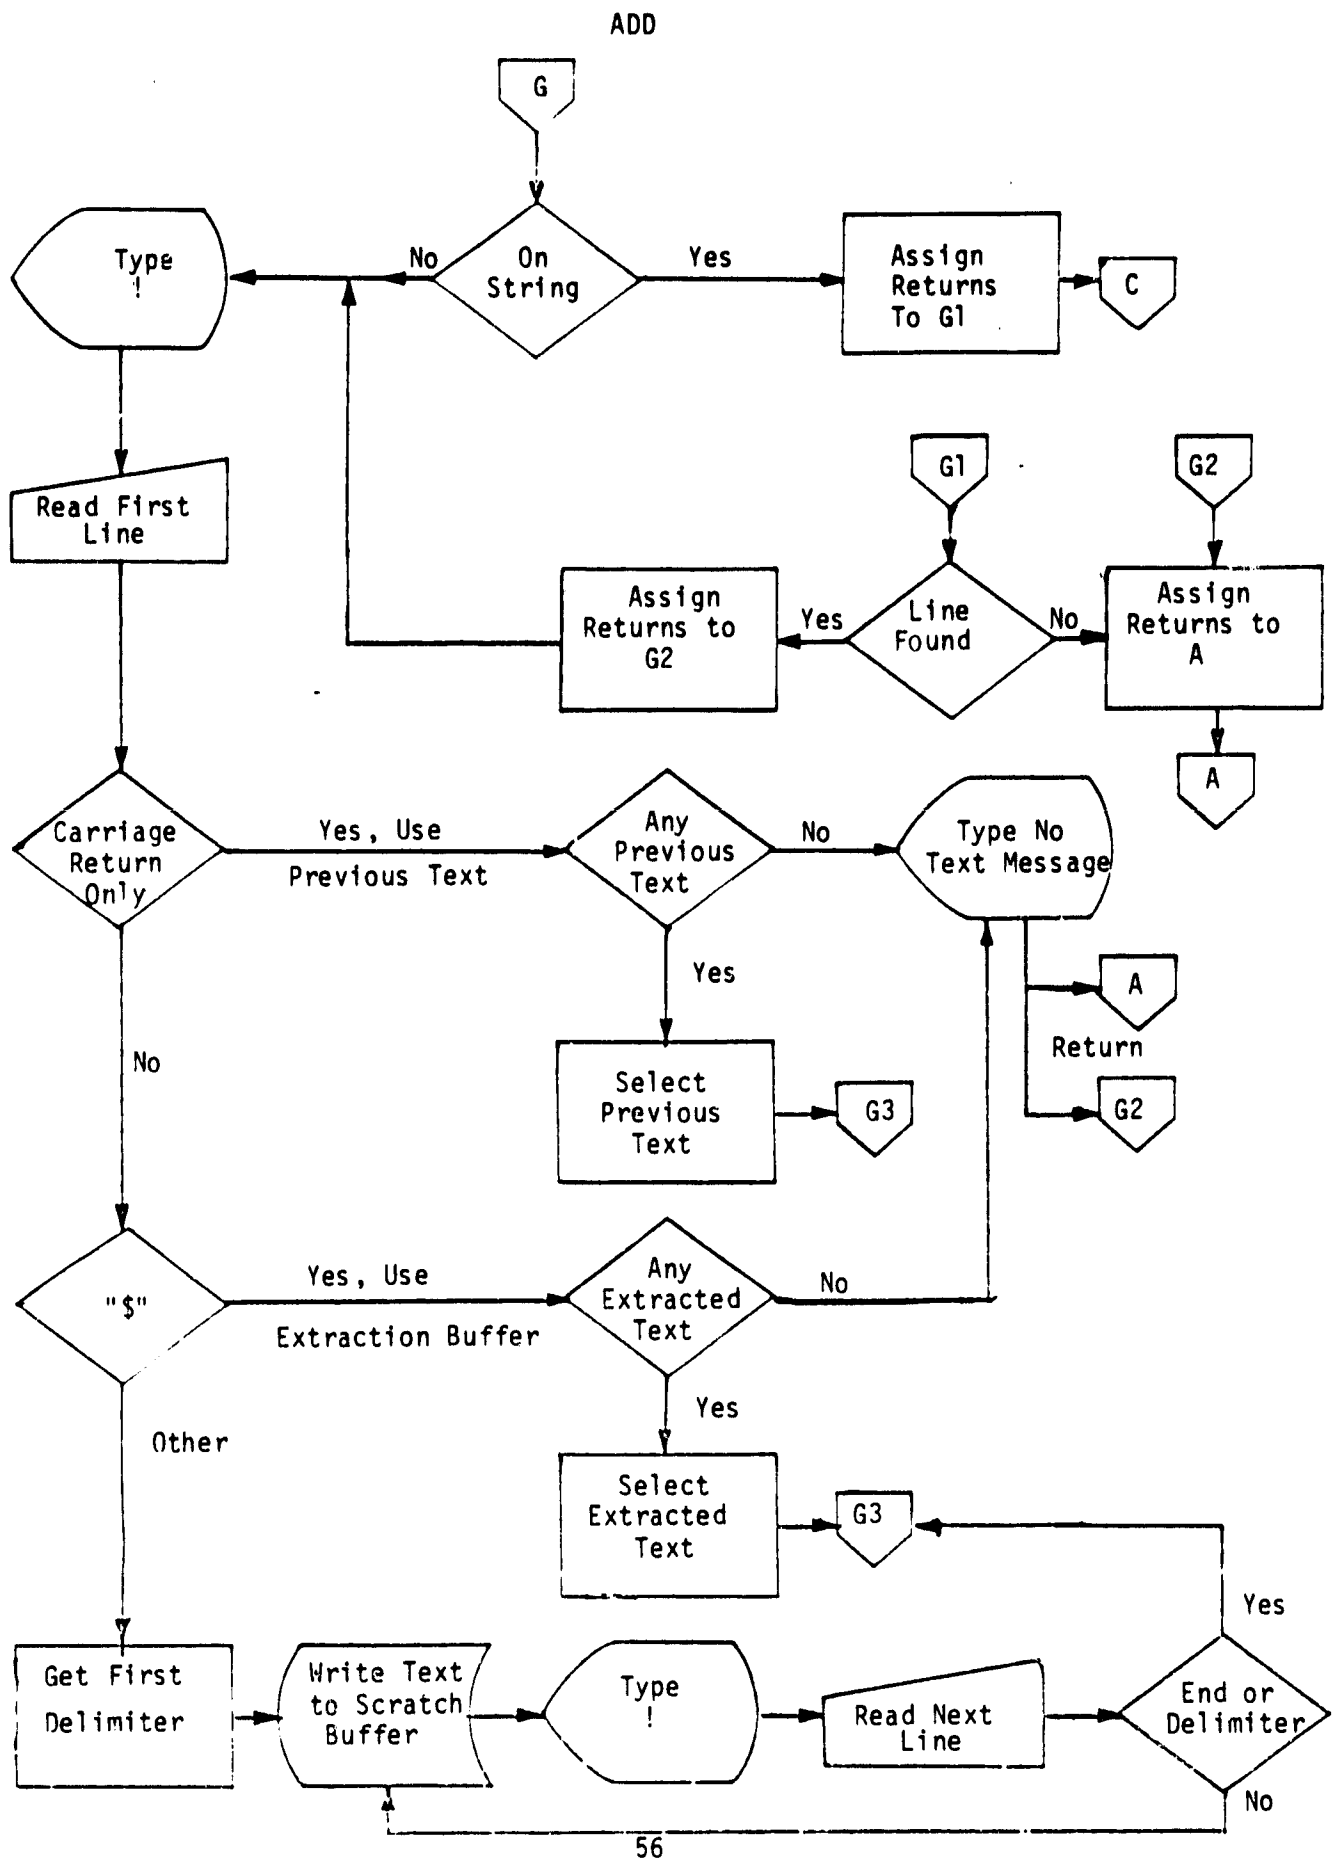 ADD
G
Type
!
No
On
String
Yes
Assign
Returns
To G1
C
G1
G2
Read First
Line
Assign
Returns to
G2
Yes
Line
Found
No
Assign
Returns to
A
A
Carriage
Return
Only
Yes, Use
Previous Text
Any
Previous
Text
No
Type No
Text Message
Yes
A
Return
G2
No
Select
Previous
Text
G3
"$"
Yes, Use
Extraction Buffer
Any
Extracted
Text
No
Yes
Other
Select
Extracted
Text
G3
Yes
Get First
Delimiter
Write Text
to Scratch
Buffer
Type
!
Read Next
Line
End or
Delimiter
No
56